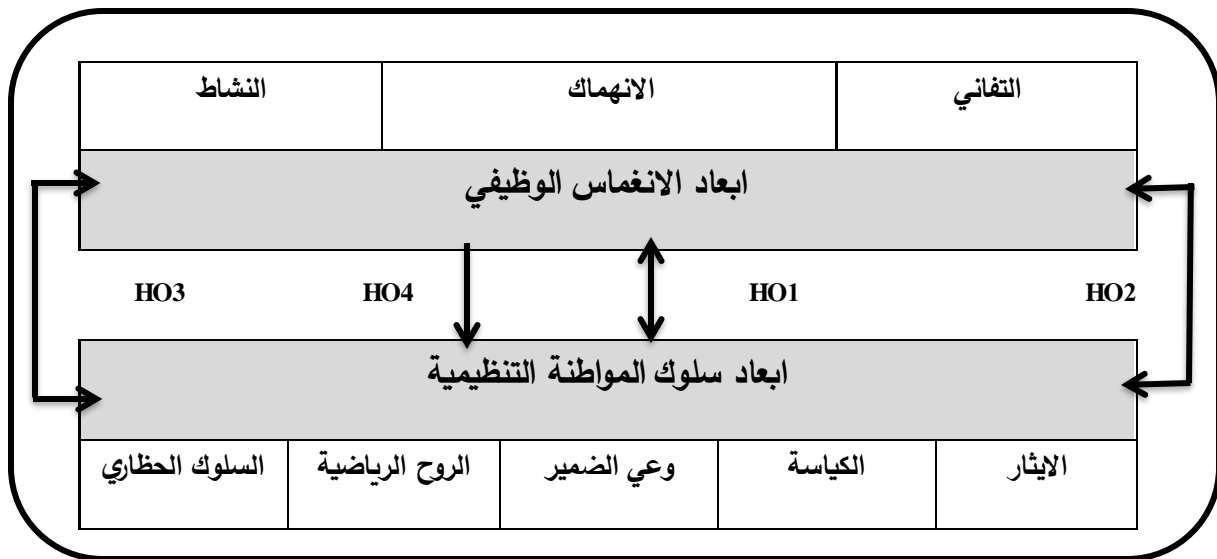 التفاني
الانهماك
النشاط
ابعاد الانغماس الوظيفي
HO2
HO1
HO4
HO3
ابعاد سلوك المواطنة التنظيمية
الايثار
الكياسة
وعي الضمير
الروح الرياضية
السلوك الحظاري